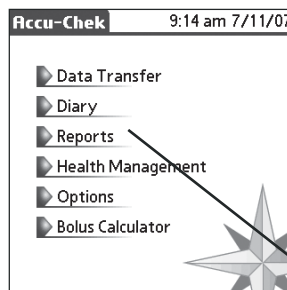 Accu-Chek 9:14 am 7/11/07
Data Transfer
Diary
Reports
Health Management
Options
Bolus Calculator